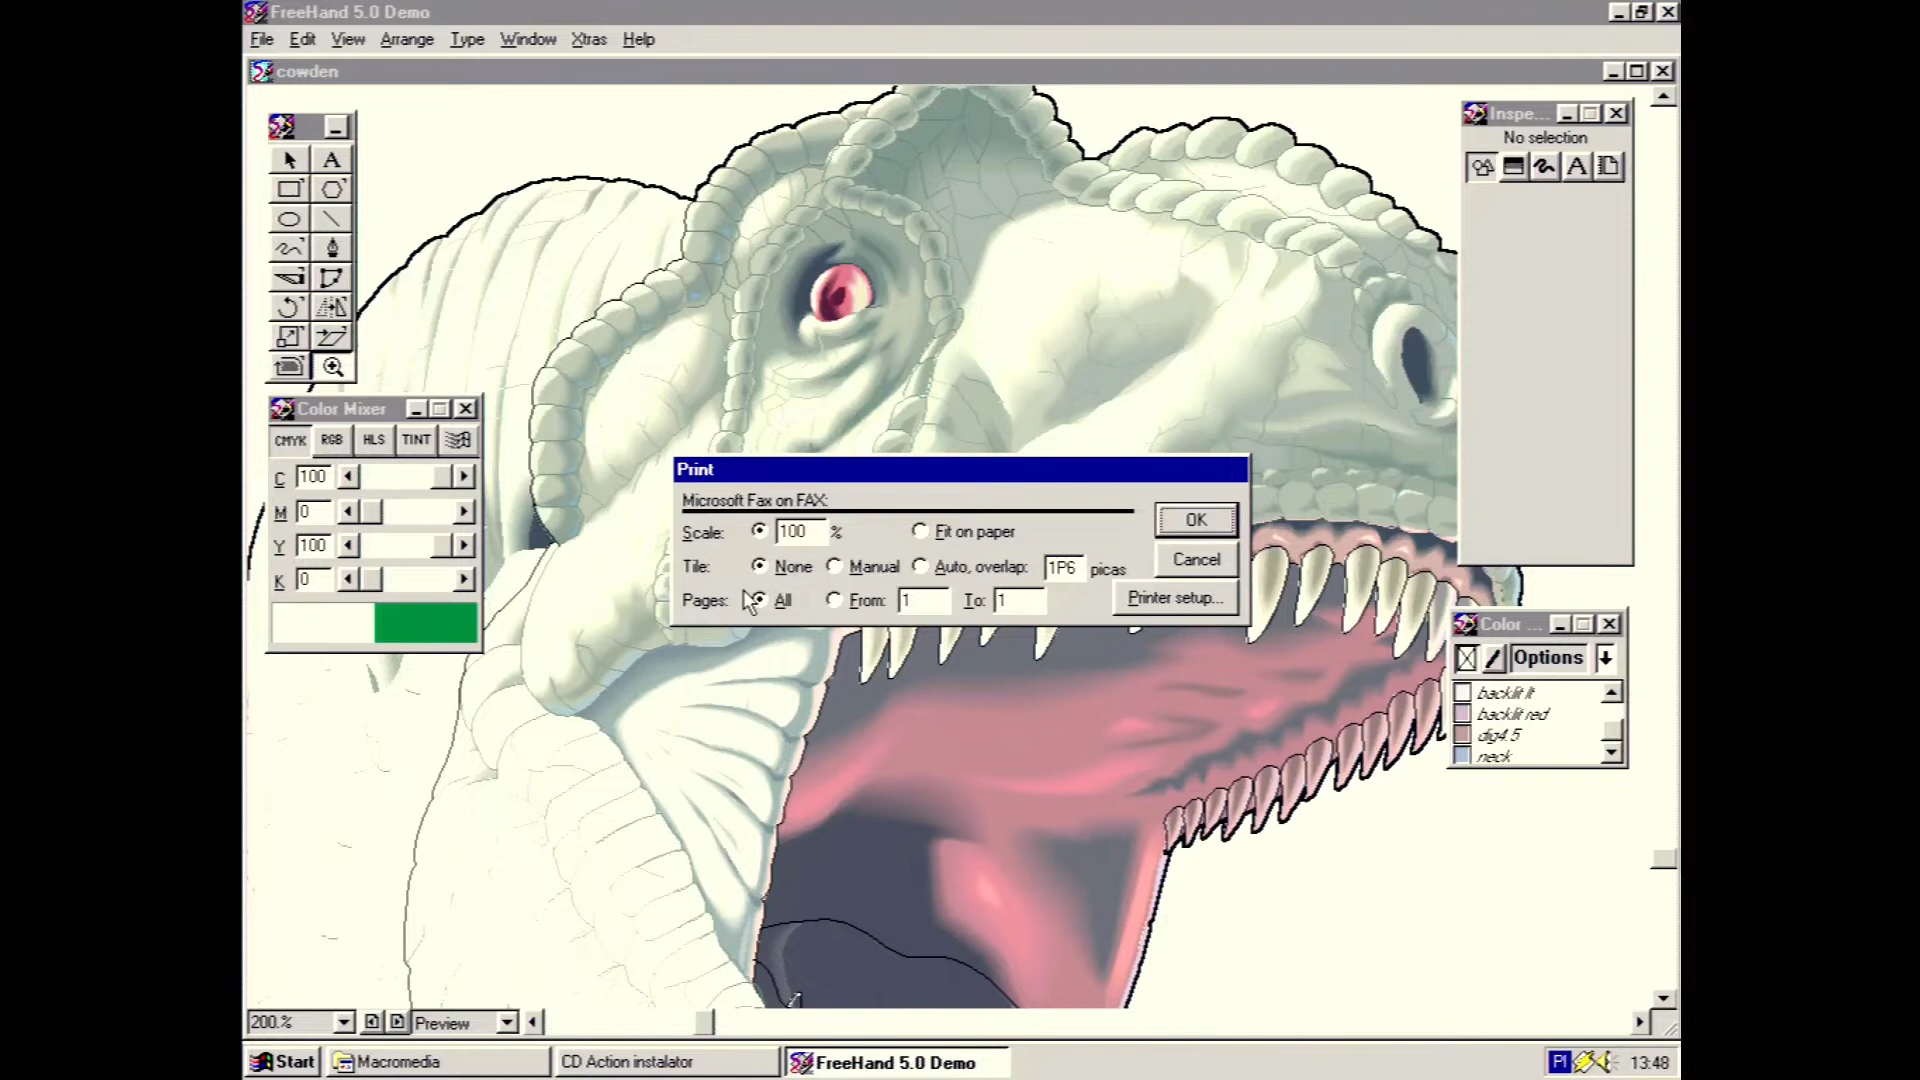 FreeHand 5.0 Demo
File Edit View Arrange Type Window Xtras Help
cowden
Inspe...
No selection
A
A
Color Mixer
CMYK RGB HLS TINT
C 100
M 0
Y 100
K 0
Print
Microsoft Fax on FAX:
Scale: 100 % Fit on paper
Tile: None Manual Auto, overlap: 1P6 picas
Pages: All From: 1 To: 1
OK
Cancel
Printer setup...
Color ...
Options
backlit lt
backlit red
dig4.5
neck
200.% Preview
Start Macromedia CD Action instalator FreeHand 5.0 Demo Pl 13:48